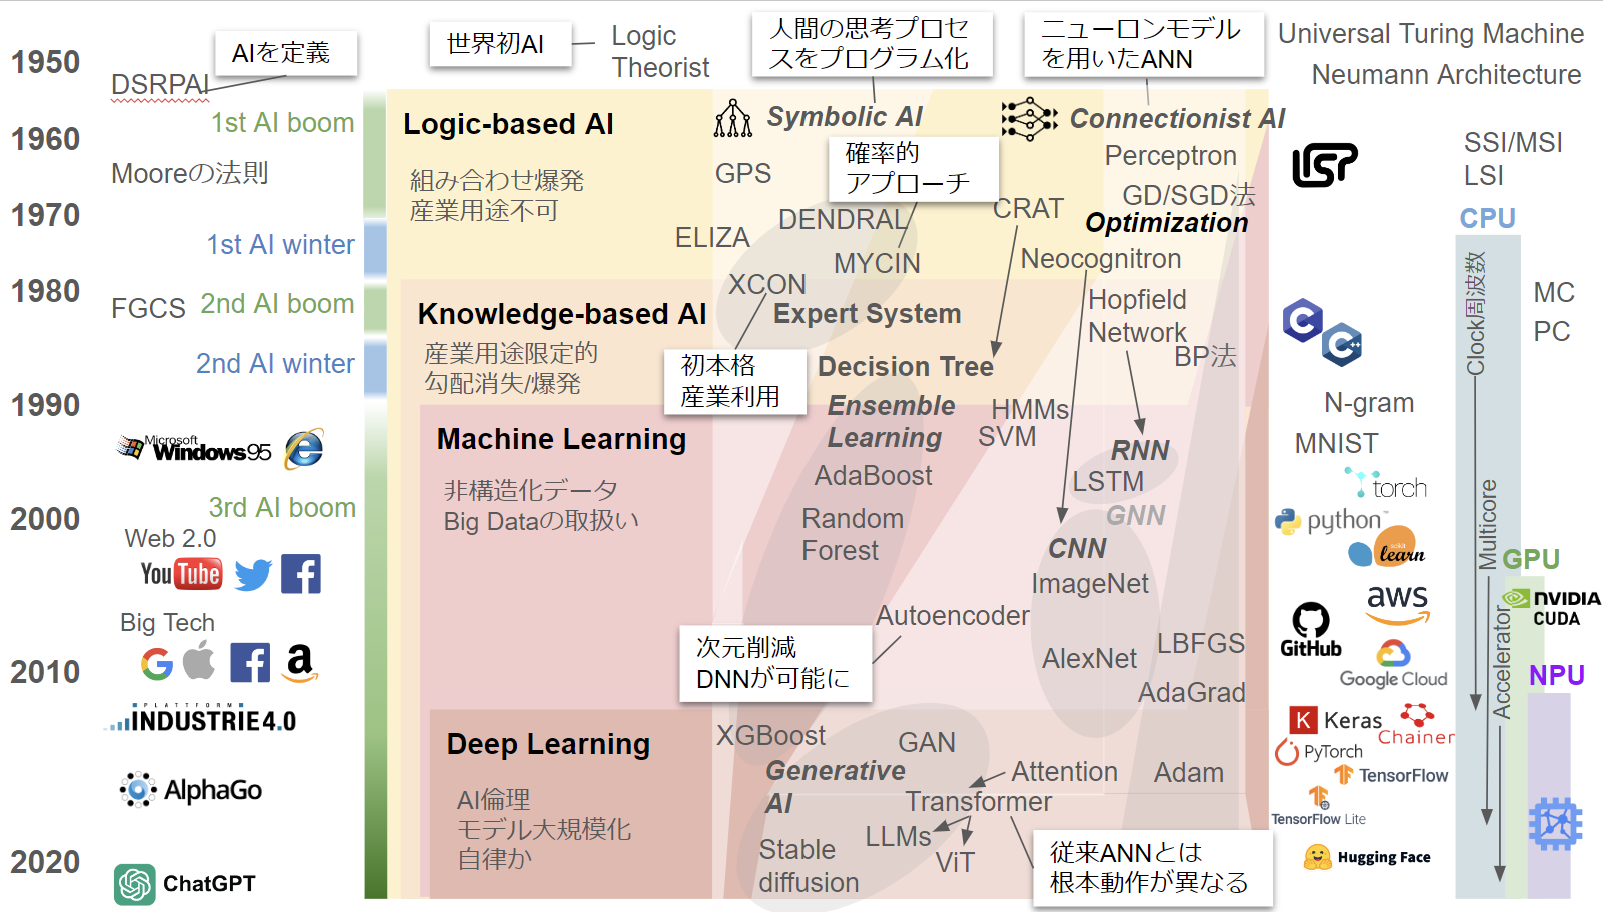 1950
1960
1970
1980
1990
2000
2010
2020
AIを定義
DSRPAI
1st AI boom
Mooreの法則
1st AI winter
FGCS
2nd AI boom
2nd AI winter
Microsoft
Windows 95
3rd AI boom
Web 2.0
YouTube
Big Tech
PLATTFORM
INDUSTRIE4.0
AlphaGo
ChatGPT
世界初AI
Logic
Theorist
人間の思考プロセ
スをプログラム化
ニューロンモデル
を用いたANN
Universal Turing Machine
Neumann Architecture
Logic-based AI
組み合わせ爆発
産業用途不可
Symbolic AI
Connectionist AI
GPS
確率的
アプローチ
Perceptron
GD/SGD法
CRAT
Optimization
DENDRAL
ELIZA
MYCIN
Neocognitron
XCON
Knowledge-based AI
産業用途限定的
勾配消失/爆発
Expert System
Hopfield
Network
BP法
初本格
産業利用
Decision Tree
Ensemble
Learning
HMMs
SVM
Machine Learning
非構造化データ
Big Dataの取扱い
AdaBoost
RNN
LSTM
GNN
Random
Forest
CNN
ImageNet
Autoencoder
次元削減
DNNが可能に
AlexNet
LBFGS
AdaGrad
Deep Learning
AI倫理
モデル大規模化
自律か
XGBoost
GAN
Generative
AI
Attention
Adam
Transformer
LLMs
ViT
Stable
diffusion
従来ANNとは
根本動作が異なる
LISP
SSI/MSI
LSI
CPU
Clock周波数
MC
PC
C
C++
N-gram
MNIST
torch
python™
scikit
learn
Multicore
GPU
aws
NVIDIA
CUDA
GitHub
Google Cloud
Accelerator
NPU
K Keras
Chainer
PyTorch
TensorFlow
TensorFlow Lite
Hugging Face